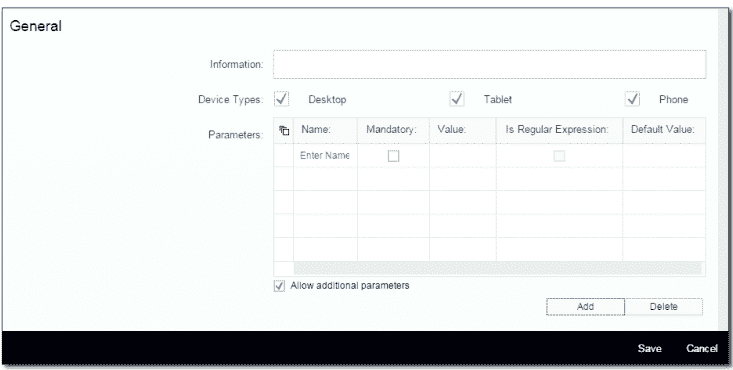 General
Information:
Device Types: Desktop Tablet Phone
Parameters: Name: Mandatory: Value: Is Regular Expression: Default Value:
Enter Name
Allow additional parameters
Add Delete
Save Cancel